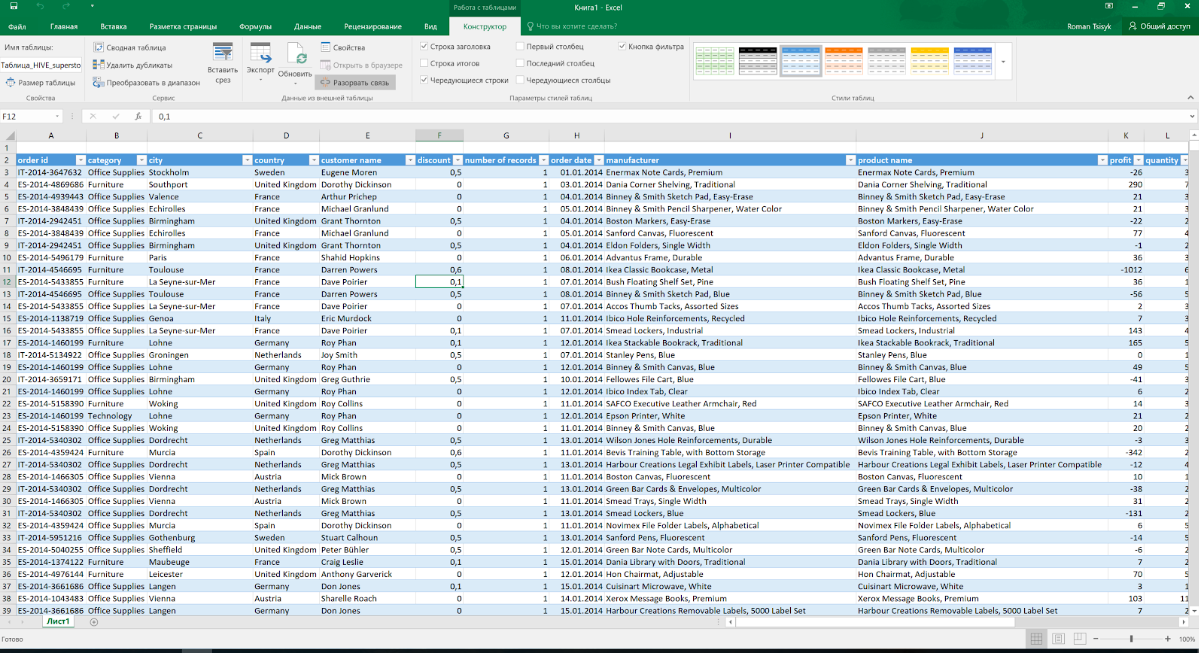 Работа с таблицами
Книга1 - Excel
Файл Главная Вставка Разметка страницы Формулы Данные Рецензирование Вид Конструктор Что вы хотите сделать? Roman Tsisyk Общий доступ
Имя таблицы:
Таблица_HIVE_supersto
Размер таблицы
Свойства
Сводная таблица
Удалить дубликаты
Преобразовать в диапазон
Вставить срез
Сервис
Экспорт Обновить
Свойства
Открыть в браузере
Разорвать связь
Данные из внешней таблицы
Строка заголовка Первый столбец Кнопка фильтра
Строка итогов Последний столбец
Чередующиеся строки Чередующиеся столбцы
Параметры стилей таблиц
Стили таблиц
F12 fx 0,1
A B C D E F G H I J K L
1
2 order id category city country customer name discount number of records order date manufacturer product name profit quantity
3 IT-2014-3647632 Office Supplies Stockholm Sweden Eugene Moren 0,5 1 01.01.2014 Enermax Note Cards, Premium Enermax Note Cards, Premium -26 3
4 ES-2014-4869686 Furniture Southport United Kingdom Dorothy Dickinson 0 1 03.01.2014 Dania Corner Shelving, Traditional Dania Corner Shelving, Traditional 290 7
5 ES-2014-4939443 Office Supplies Valence France Arthur Prichep 0 1 04.01.2014 Binney & Smith Sketch Pad, Easy-Erase Binney & Smith Sketch Pad, Easy-Erase 21 3
6 ES-2014-3848439 Office Supplies Echirolles France Michael Granlund 0 1 05.01.2014 Binney & Smith Pencil Sharpener, Water Color Binney & Smith Pencil Sharpener, Water Color 21 3
7 IT-2014-2942451 Office Supplies Birmingham United Kingdom Grant Thornton 0,5 1 04.01.2014 Boston Markers, Easy-Erase Boston Markers, Easy-Erase -22 2
8 ES-2014-3848439 Office Supplies Echirolles France Michael Granlund 0 1 05.01.2014 Sanford Canvas, Fluorescent Sanford Canvas, Fluorescent 77 4
9 IT-2014-2942451 Office Supplies Birmingham United Kingdom Grant Thornton 0,5 1 04.01.2014 Eldon Folders, Single Width Eldon Folders, Single Width -1 2
10 ES-2014-5496179 Furniture Paris France Shahid Hopkins 0 1 06.01.2014 Advantus Frame, Durable Advantus Frame, Durable 36 3
11 IT-2014-4546695 Furniture Toulouse France Darren Powers 0,6 1 08.01.2014 Ikea Classic Bookcase, Metal Ikea Classic Bookcase, Metal -1012 6
12 ES-2014-5433855 Furniture La Seyne-sur-Mer France Dave Poirier 0,1 1 07.01.2014 Bush Floating Shelf Set, Pine Bush Floating Shelf Set, Pine 36 1
13 IT-2014-4546695 Office Supplies Toulouse France Darren Powers 0,5 1 08.01.2014 Binney & Smith Sketch Pad, Blue Binney & Smith Sketch Pad, Blue -56 5
14 ES-2014-5433855 Office Supplies La Seyne-sur-Mer France Dave Poirier 0 1 07.01.2014 Accos Thumb Tacks, Assorted Sizes Accos Thumb Tacks, Assorted Sizes 2 3
15 ES-2014-1138719 Office Supplies Genoa Italy Eric Murdock 0 1 11.01.2014 Ibico Hole Reinforcements, Recycled Ibico Hole Reinforcements, Recycled 7 3
16 ES-2014-5433855 Office Supplies La Seyne-sur-Mer France Dave Poirier 0,1 1 07.01.2014 Smead Lockers, Industrial Smead Lockers, Industrial 143 4
17 ES-2014-1460199 Furniture Lohne Germany Roy Phan 0,1 1 12.01.2014 Ikea Stackable Bookrack, Traditional Ikea Stackable Bookrack, Traditional 165 5
18 IT-2014-5134922 Office Supplies Groningen Netherlands Joy Smith 0,5 1 07.01.2014 Stanley Pens, Blue Stanley Pens, Blue 0 1
19 ES-2014-1460199 Office Supplies Lohne Germany Roy Phan 0 1 12.01.2014 Binney & Smith Canvas, Blue Binney & Smith Canvas, Blue 49 5
20 IT-2014-3659171 Office Supplies Birmingham United Kingdom Greg Guthrie 0,5 1 10.01.2014 Fellowes File Cart, Blue Fellowes File Cart, Blue -41 3
21 ES-2014-1460199 Office Supplies Lohne Germany Roy Phan 0 1 12.01.2014 Ibico Index Tab, Clear Ibico Index Tab, Clear 6 2
22 ES-2014-5158390 Furniture Woking United Kingdom Roy Collins 0 1 11.01.2014 SAFCO Executive Leather Armchair, Red SAFCO Executive Leather Armchair, Red 14 3
23 ES-2014-1460199 Technology Lohne Germany Roy Phan 0 1 12.01.2014 Epson Printer, White Epson Printer, White 21 2
24 ES-2014-5158390 Office Supplies Woking United Kingdom Roy Collins 0 1 11.01.2014 Binney & Smith Canvas, Blue Binney & Smith Canvas, Blue 20 2
25 IT-2014-5340302 Office Supplies Dordrecht Netherlands Greg Matthias 0,5 1 13.01.2014 Wilson Jones Hole Reinforcements, Durable Wilson Jones Hole Reinforcements, Durable -3 3
26 ES-2014-4359424 Furniture Murcia Spain Dorothy Dickinson 0,6 1 11.01.2014 Bevis Training Table, with Bottom Storage Bevis Training Table, with Bottom Storage -342 2
27 IT-2014-5340302 Office Supplies Dordrecht Netherlands Greg Matthias 0,5 1 13.01.2014 Harbour Creations Legal Exhibit Labels, Laser Printer Compatible Harbour Creations Legal Exhibit Labels, Laser Printer Compatible -12 4
28 ES-2014-1466305 Office Supplies Vienna Austria Mick Brown 0 1 11.01.2014 Boston Canvas, Fluorescent Boston Canvas, Fluorescent 10 1
29 IT-2014-5340302 Office Supplies Dordrecht Netherlands Greg Matthias 0,5 1 13.01.2014 Green Bar Cards & Envelopes, Multicolor Green Bar Cards & Envelopes, Multicolor -38 2
30 ES-2014-1466305 Office Supplies Vienna Austria Mick Brown 0 1 11.01.2014 Smead Trays, Single Width Smead Trays, Single Width 31 2
31 IT-2014-5340302 Office Supplies Dordrecht Netherlands Greg Matthias 0,5 1 13.01.2014 Smead Lockers, Blue Smead Lockers, Blue -131 2
32 ES-2014-4359424 Office Supplies Murcia Spain Dorothy Dickinson 0 1 11.01.2014 Novimex File Folder Labels, Alphabetical Novimex File Folder Labels, Alphabetical 6 5
33 IT-2014-5951216 Office Supplies Gothenburg Sweden Stuart Calhoun 0,5 1 13.01.2014 Sanford Pens, Fluorescent Sanford Pens, Fluorescent -14 5
34 ES-2014-5040255 Office Supplies Sheffield United Kingdom Peter Bühler 0,5 1 12.01.2014 Green Bar Note Cards, Multicolor Green Bar Note Cards, Multicolor -6 2
35 ES-2014-1374122 Furniture Maubeuge France Craig Leslie 0,1 1 15.01.2014 Dania Library with Doors, Traditional Dania Library with Doors, Traditional 7 2
36 ES-2014-4976144 Furniture Leicester United Kingdom Anthony Garverick 0 1 12.01.2014 Hon Chairmat, Adjustable Hon Chairmat, Adjustable 70 5
37 ES-2014-3661686 Furniture Langen Germany Don Jones 0,1 1 15.01.2014 Cuisinart Microwave, White Cuisinart Microwave, White 3 1
38 ES-2014-1043483 Office Supplies Vienna Austria Sharelle Roach 0 1 14.01.2014 Xerox Message Books, Premium Xerox Message Books, Premium 103 11
39 ES-2014-3661686 Office Supplies Langen Germany Don Jones 0 1 15.01.2014 Harbour Creations Removable Labels, 5000 Label Set Harbour Creations Removable Labels, 5000 Label Set 7 2
Лист1
Готово 100%